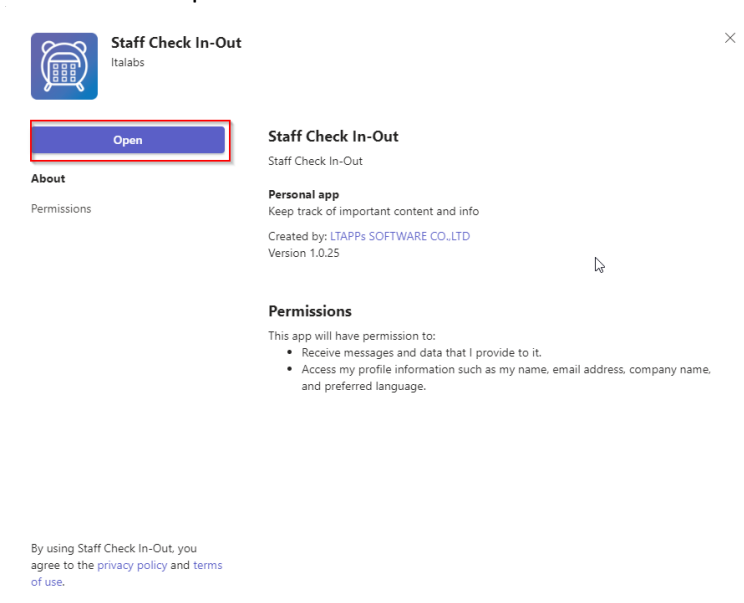 Staff Check In-Out
Italabs
Open
About
Permissions
Staff Check In-Out
Staff Check In-Out
Personal app
Keep track of important content and info
Created by: LTAPPs SOFTWARE CO.,LTD
Version 1.0.25
Permissions
This app will have permission to:
• Receive messages and data that I provide to it.
• Access my profile information such as my name, email address, company name,
and preferred language.
By using Staff Check In-Out, you
agree to the privacy policy and terms
of use.